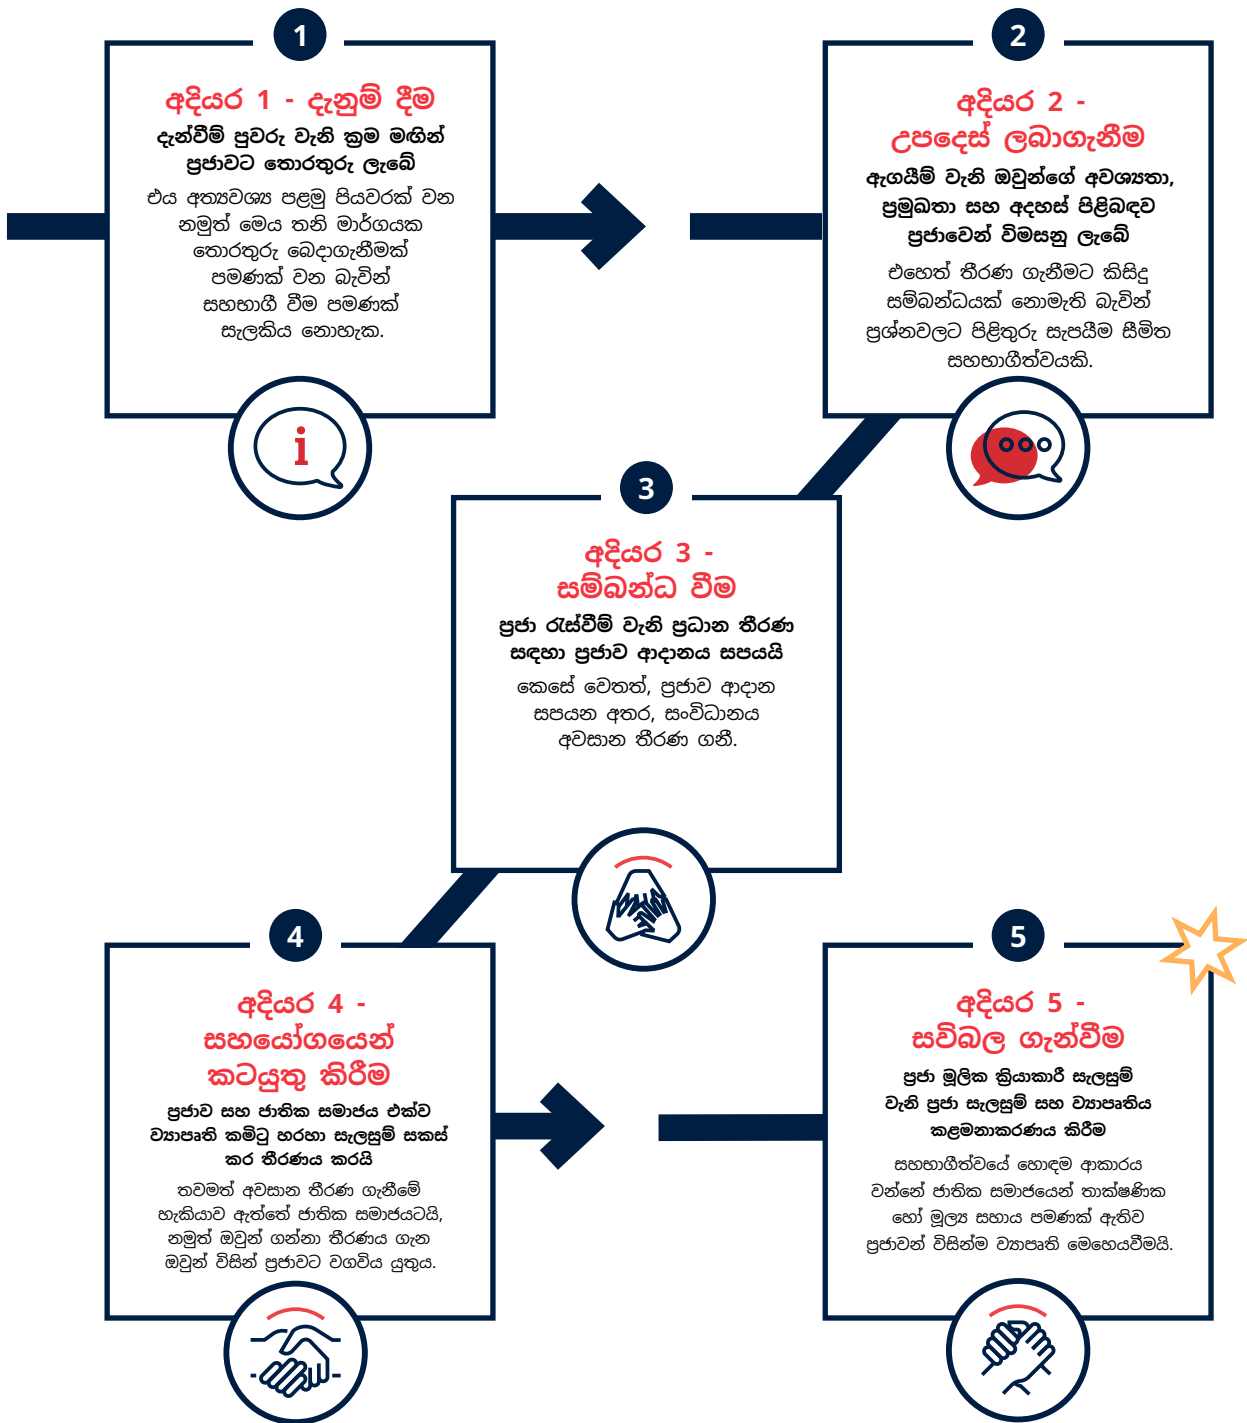 1
අදියර 1 - දැනුම් දීම
දැන්වීම් පුවරු වැනි ක්‍රම මඟින්
ප්‍රජාවට තොරතුරු ලැබේ
එය අත්‍යවශ්‍ය පළමු පියවරක් වන
නමුත් මෙය තනි මාර්ගයක
තොරතුරු බෙදාගැනීමක්
පමණක් වන බැවින්
සහභාගී වීම පමණක්
සැලකිය නොහැක.
i
2
අදියර 2 -
උපදෙස් ලබාගැනීම
ඇගයීම් වැනි ඔවුන්ගේ අවශ්‍යතා,
ප්‍රමුඛතා සහ අදහස් පිළිබඳව
ප්‍රජාවෙන් විමසනු ලැබේ
එහෙත් තීරණ ගැනීමට කිසිදු
සම්බන්ධයක් නොමැති බැවින්
ප්‍රශ්නවලට පිළිතුරු සැපයීම සීමිත
සහභාගීත්වයකි.
3
අදියර 3 -
සම්බන්ධ වීම
ප්‍රජා රැස්වීම් වැනි ප්‍රධාන තීරණ
සඳහා ප්‍රජාව ආදානය සපයයි
කෙසේ වෙතත්, ප්‍රජාව ආදාන
සපයන අතර, සංවිධානය
අවසාන තීරණ ගනී.
4
අදියර 4 -
සහයෝගයෙන්
කටයුතු කිරීම
ප්‍රජාව සහ ජාතික සමාජය එක්ව
ව්‍යාපෘති කමිටු හරහා සැලසුම් සකස්
කර තීරණය කරයි
තවමත් අවසාන තීරණ ගැනීමේ
හැකියාව ඇත්තේ ජාතික සමාජයටයි,
නමුත් ඔවුන් ගන්නා තීරණය ගැන
ඔවුන් විසින් ප්‍රජාවට වගවිය යුතුය.
5
අදියර 5 -
සවිබල ගැන්වීම
ප්‍රජා මූලික ක්‍රියාකාරී සැලසුම්
වැනි ප්‍රජා සැලසුම් සහ ව්‍යාපෘතිය
කළමනාකරණය කිරීම
සහභාගීත්වයේ හොඳම ආකාරය
වන්නේ ජාතික සමාජයෙන් තාක්ෂණික
හෝ මූල්‍ය සහාය පමණක් ඇතිව
ප්‍රජාවන් විසින්ම ව්‍යාපෘති මෙහෙයවීමයි.